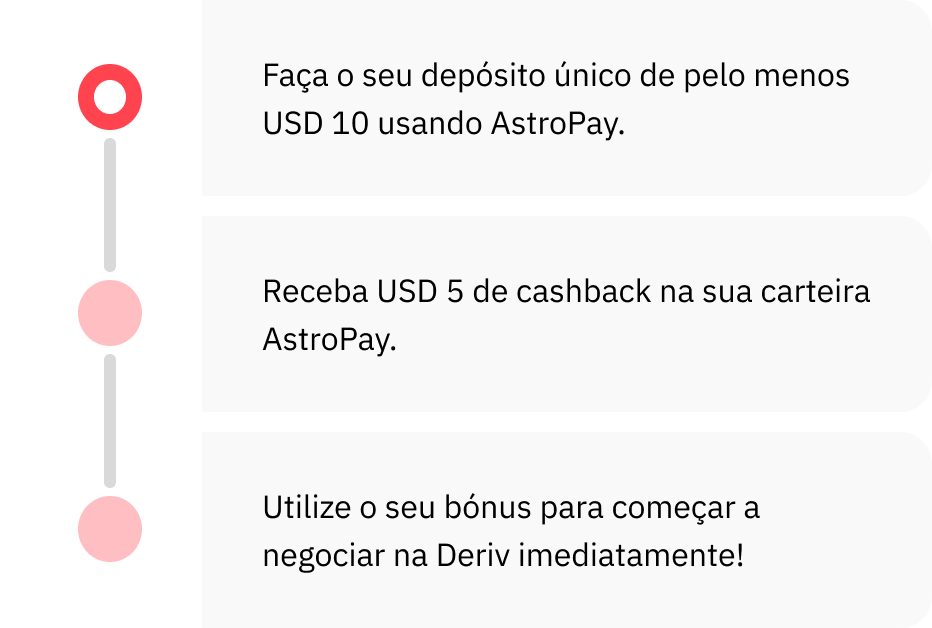 Faça o seu depósito único de pelo menos
USD 10 usando AstroPay.
Receba USD 5 de cashback na sua carteira
AstroPay.
Utilize o seu bónus para começar a
negociar na Deriv imediatamente!